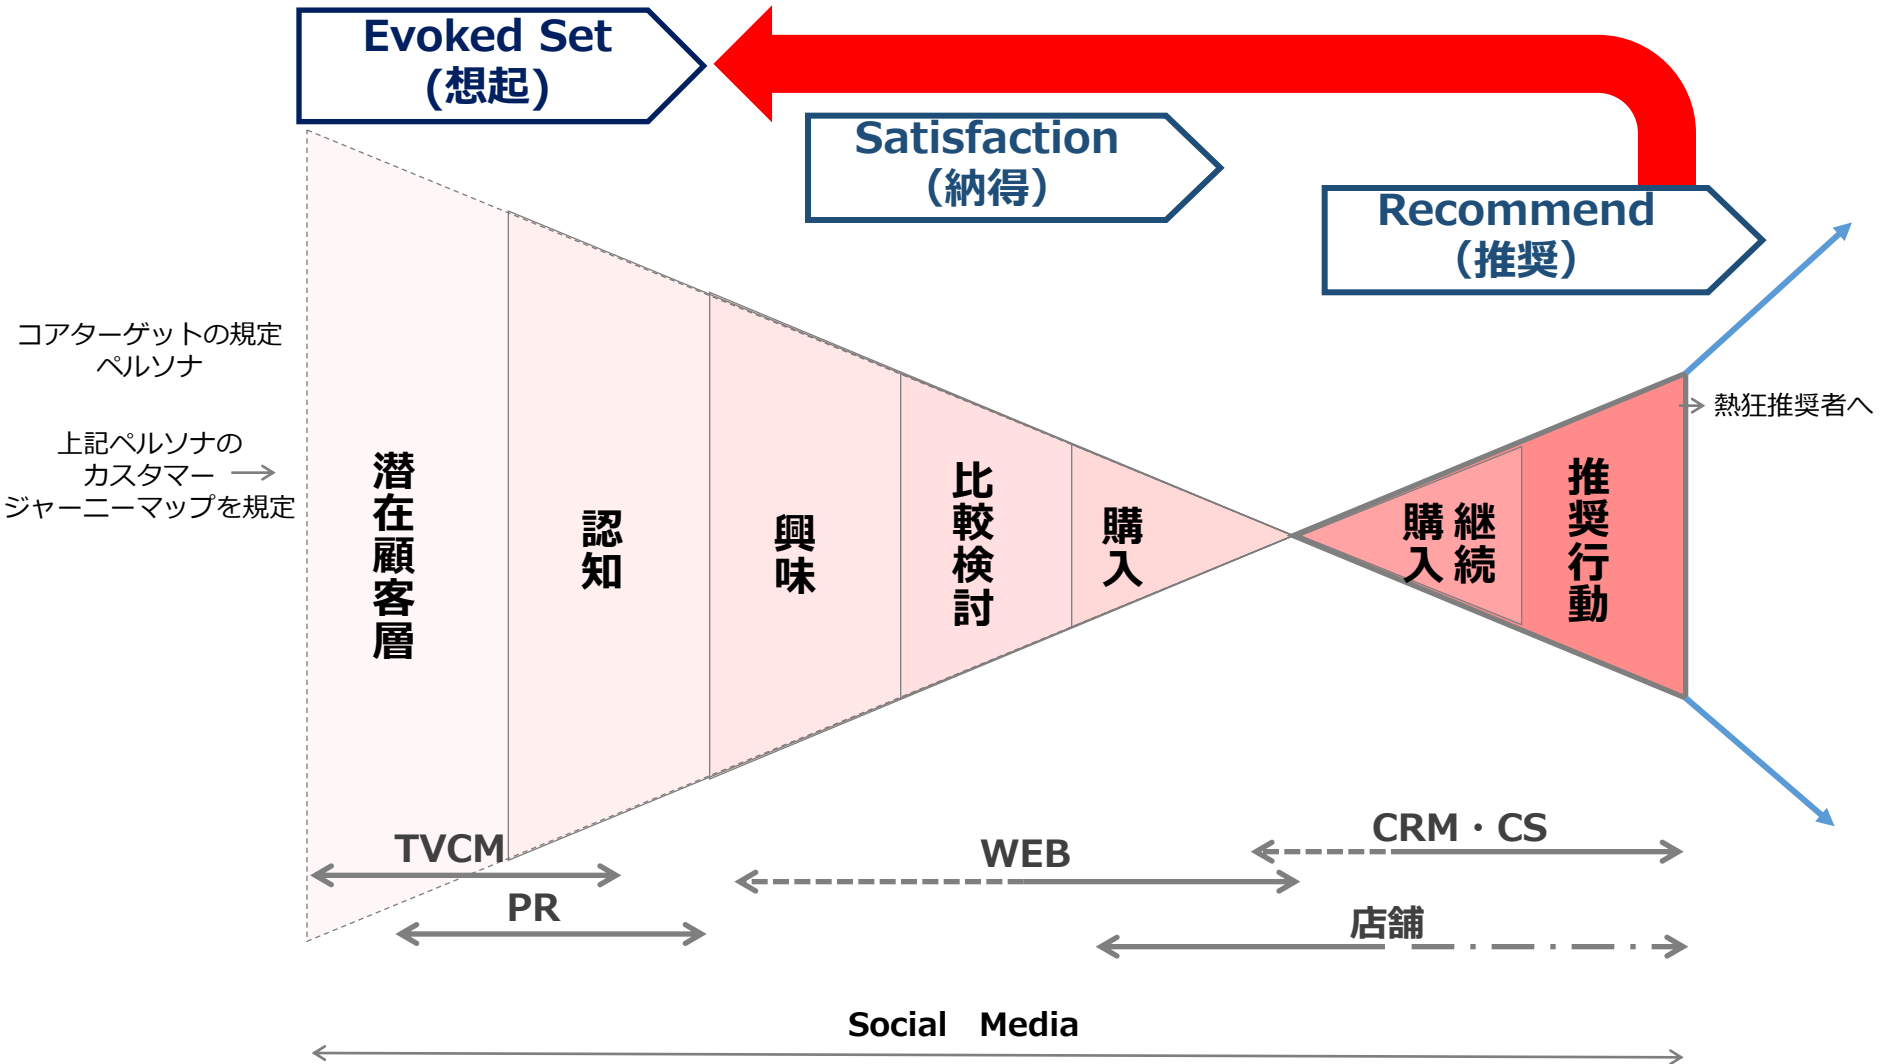 Evoked Set
（想起）
Satisfaction
（納得）
Recommend
（推奨）
コアターゲットの規定
ペルソナ
上記ペルソナの
カスタマー
ジャーニーマップを規定
潜在顧客層
認知
興味
比較検討
購入
継続
購入
推奨行動
熱狂推奨者へ
TVCM
PR
WEB
CRM・CS
店舗
Social　Media